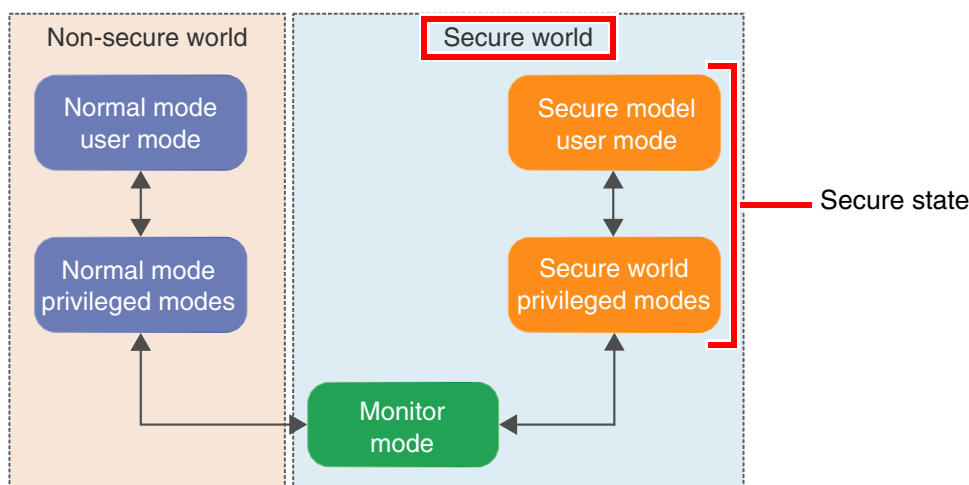 Non-secure world
Secure world
Normal mode
user mode
Secure model
user mode
Secure state
Normal mode
privileged modes
Secure world
privileged modes
Monitor
mode